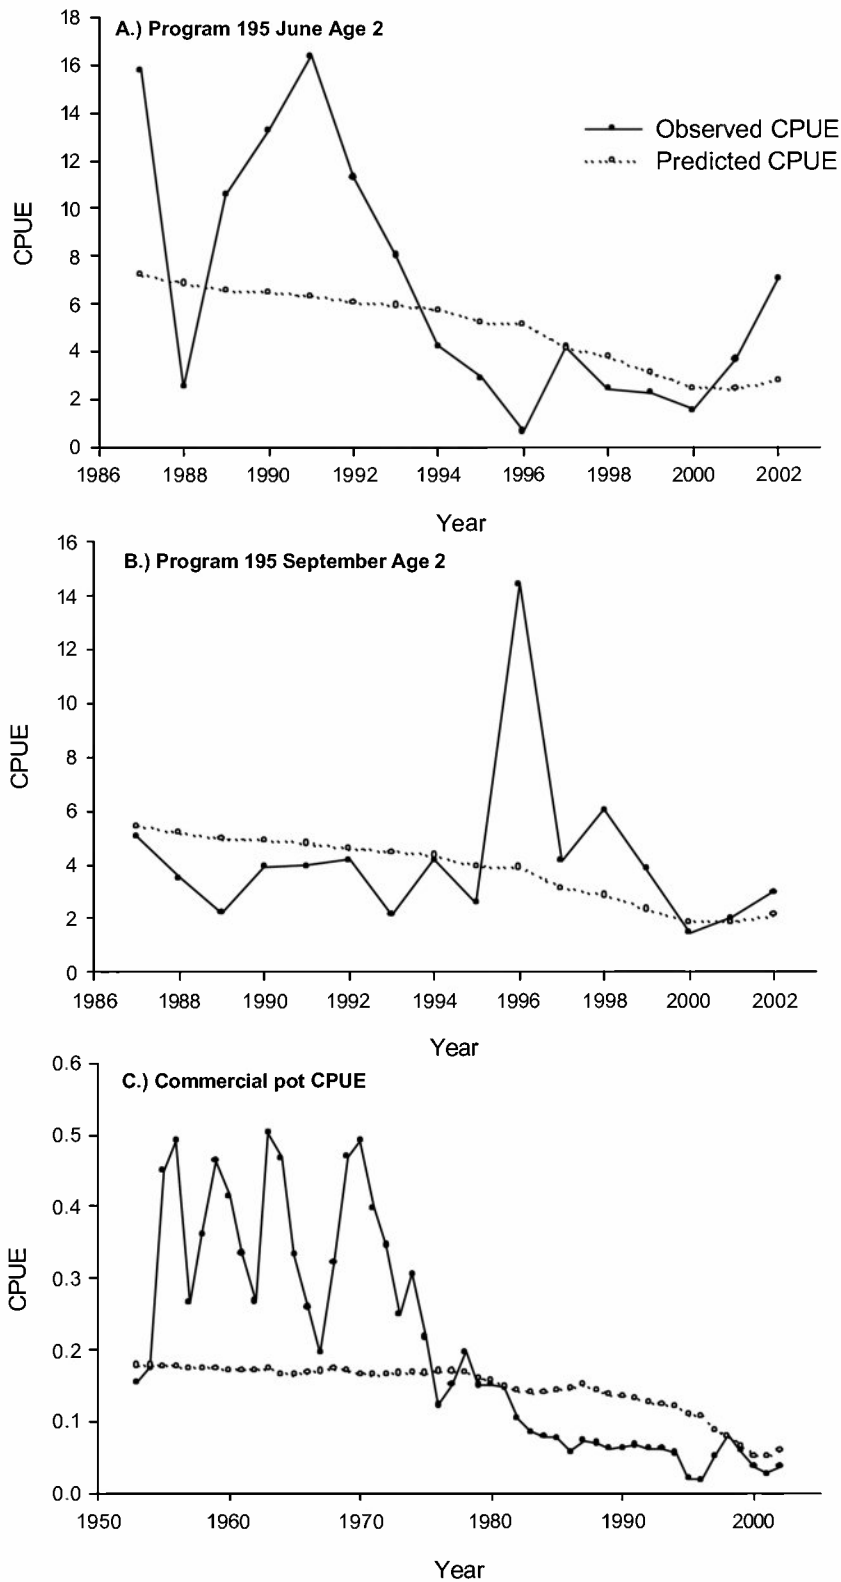 A.) Program 195 June Age 2
18
16
14
12
10
8
6
4
2
0
CPUE
Observed CPUE
Predicted CPUE
1986 1988 1990 1992 1994 1996 1998 2000 2002
Year
B.) Program 195 September Age 2
16
14
12
10
8
6
4
2
0
CPUE
1986 1988 1990 1992 1994 1996 1998 2000 2002
Year
C.) Commercial pot CPUE
0.6
0.5
0.4
0.3
0.2
0.1
0.0
CPUE
1950 1960 1970 1980 1990 2000
Year